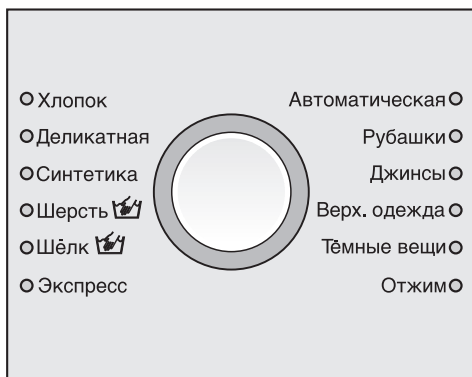 Хлопок
Деликатная
Синтетика
Шерсть
Шёлк
Экспресс
Автоматическая
Рубашки
Джинсы
Верх. одежда
Тёмные вещи
Отжим